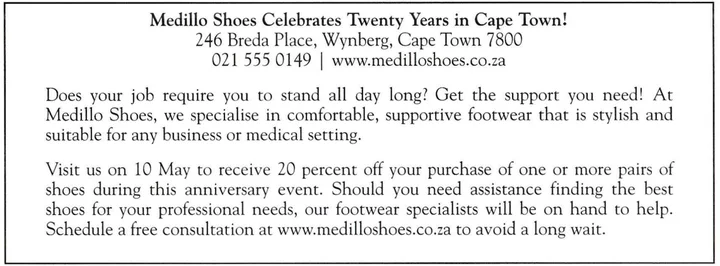 Medillo Shoes Celebrates Twenty Years in Cape Town!
246 Breda Place, Wynberg, Cape Town 7800
021 555 0149 | www.medilloshoes.co.za
Does your job require you to stand all day long? Get the support you need! At
Medillo Shoes, we specialise in comfortable, supportive footwear that is stylish and
suitable for any business or medical setting.
Visit us on 10 May to receive 20 percent off your purchase of one or more pairs of
shoes during this anniversary event. Should you need assistance finding the best
shoes for your professional needs, our footwear specialists will be on hand to help.
Schedule a free consultation at www.medilloshoes.co.za to avoid a long wait.